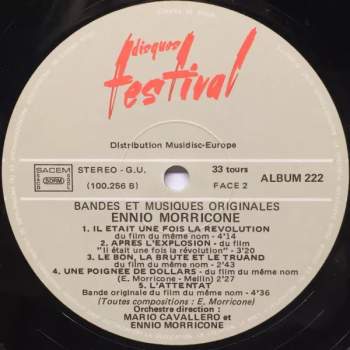 disques
festival
Distribution Musidisc-Europe
SACEM
SDRM
STEREO - G.U.
33 tours
ALBUM 222
(100.256 B)
FACE 2
BANDES ET MUSIQUES ORIGINALES
ENNIO MORRICONE
1. IL ETAIT UNE FOIS LA REVOLUTION
du film du même nom - 4'14
2. APRES L'EXPLOSION - du film
"Il était une fois la revolution" - 3'20
3. LE BON, LA BRUTE ET LE TRUAND
du film du même nom - 2'43
4. UNE POIGNEE DE DOLLARS - du film du même nom
(E. Morricone - Mellin) 2'27
5. L'ATTENTAT
Bande originale du film du même nom - 4'36
(Toutes compositions : E. Morricone)
Orchestre direction :
MARIO CAVALLERO et
ENNIO MORRICONE